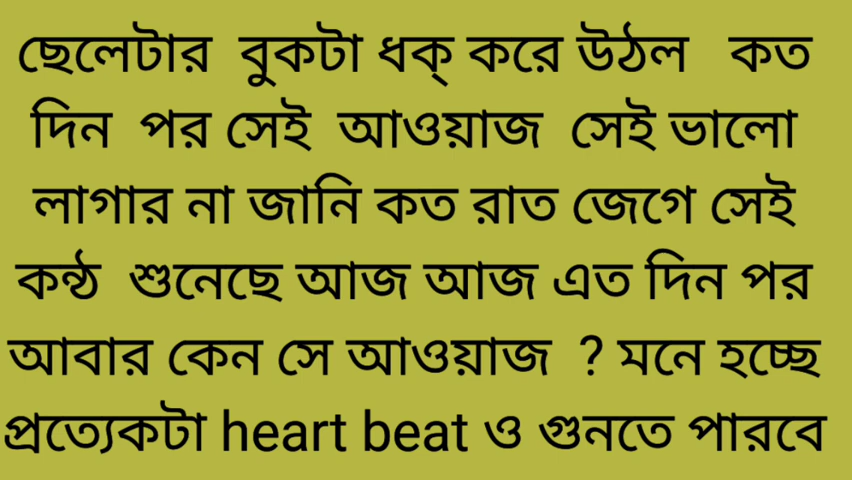 ছেলেটার বুকটা ধক্ করে উঠল কত
দিন পর সেই আওয়াজ সেই ভালো
লাগার না জানি কত রাত জেগে সেই
কন্ঠ শুনেছে আজ আজ এত দিন পর
আবার কেন সে আওয়াজ ? মনে হচ্ছে
প্রত্যেকটা heart beat ও গুনতে পারবে